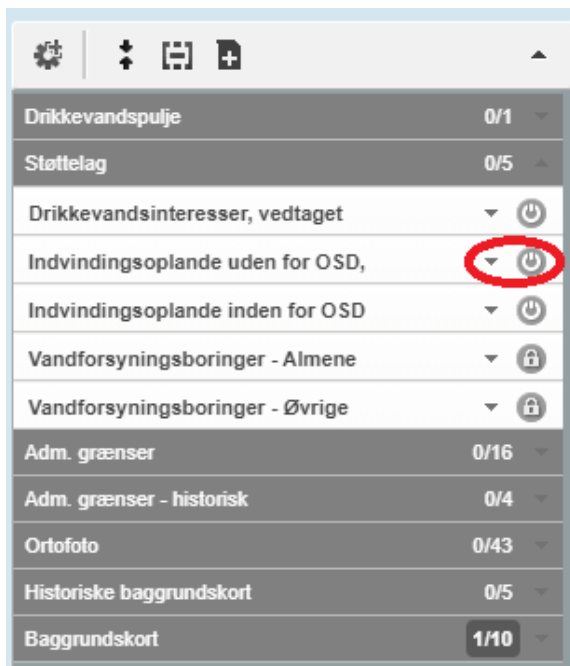 Drikkevandspulje 0/1
Støttelag 0/5
Drikkevandsinteresser, vedtaget
Indvindingsoplande uden for OSD,
Indvindingsoplande inden for OSD
Vandforsyningsboringer - Almene
Vandforsyningsboringer - Øvrige
Adm. grænser 0/16
Adm. grænser - historisk 0/4
Ortofoto 0/43
Historiske baggrundskort 0/5
Baggrundskort 1/10